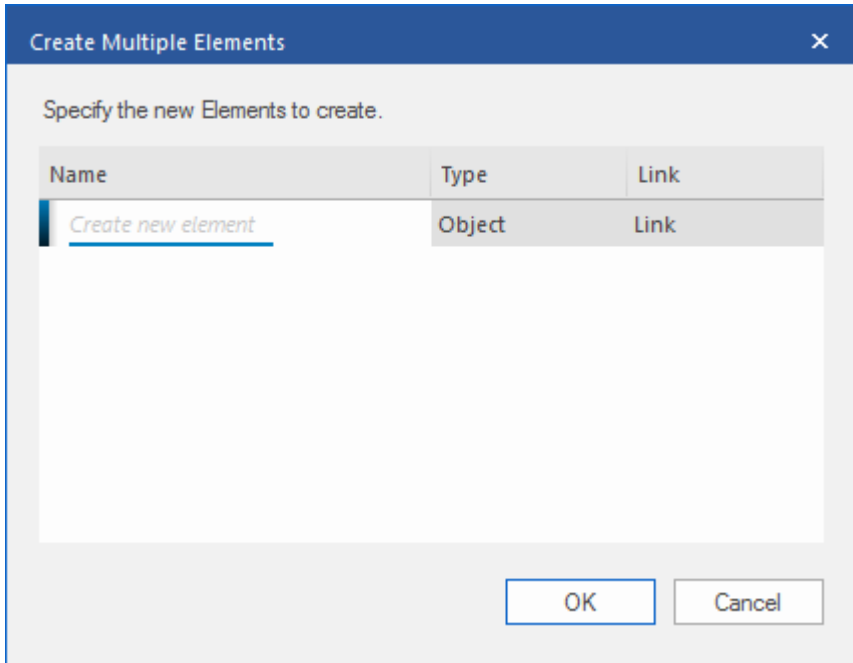 Create Multiple Elements
Specify the new Elements to create.
Name Type Link
Create new element Object Link
OK Cancel